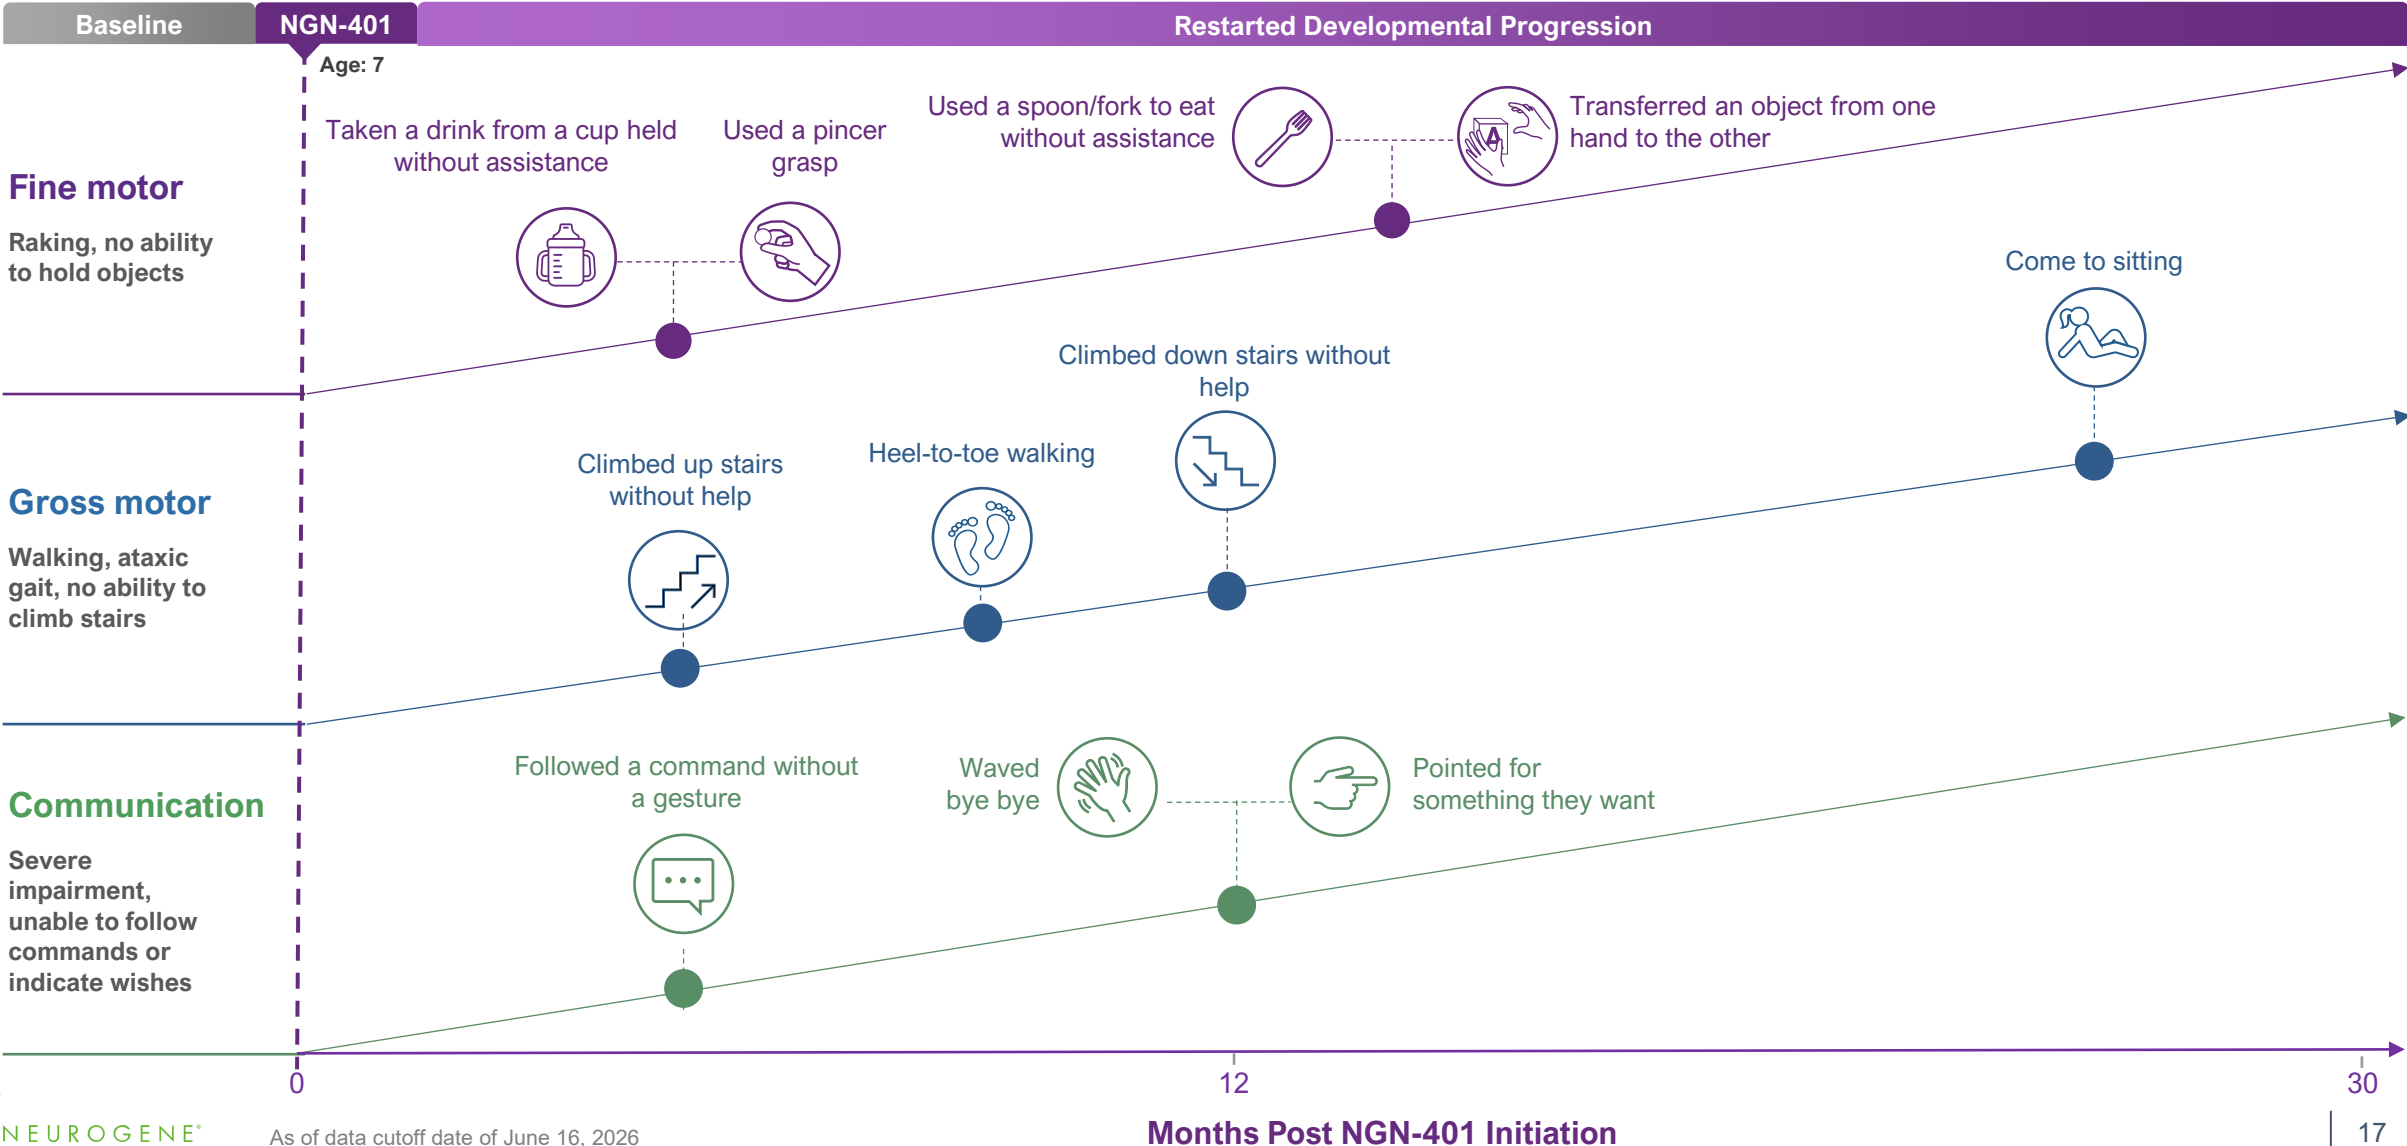 Baseline
NGN-401
Restarted Developmental Progression
Age: 7
Fine motor
Raking, no ability
to hold objects
Taken a drink from a cup held
without assistance
Used a pincer
grasp
Used a spoon/fork to eat
without assistance
A
Transferred an object from one
hand to the other
Gross motor
Walking, ataxic
gait, no ability to
climb stairs
Climbed up stairs
without help
Heel-to-toe walking
Climbed down stairs without
help
Come to sitting
Communication
Severe
impairment,
unable to follow
commands or
indicate wishes
Followed a command without
a gesture
Waved
bye bye
Pointed for
something they want
0
12
30
Months Post NGN-401 Initiation
NEUROGENE®
As of data cutoff date of June 16, 2026
17